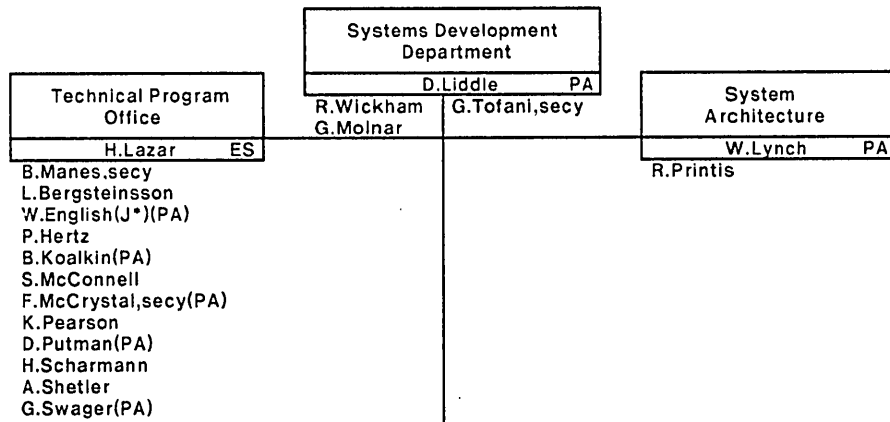 Systems Development
Department
D.Liddle PA
R.Wickham G.Tofani,secy
G.Molnar
Technical Program
Office
H.Lazar ES
B.Manes,secy
L.Bergsteinsson
W.English(J*)(PA)
P.Hertz
B.Koalkin(PA)
S.McConnell
F.McCrystal,secy(PA)
K.Pearson
D.Putman(PA)
H.Scharmann
A.Shetler
G.Swager(PA)
System
Architecture
W.Lynch PA
R.Printis